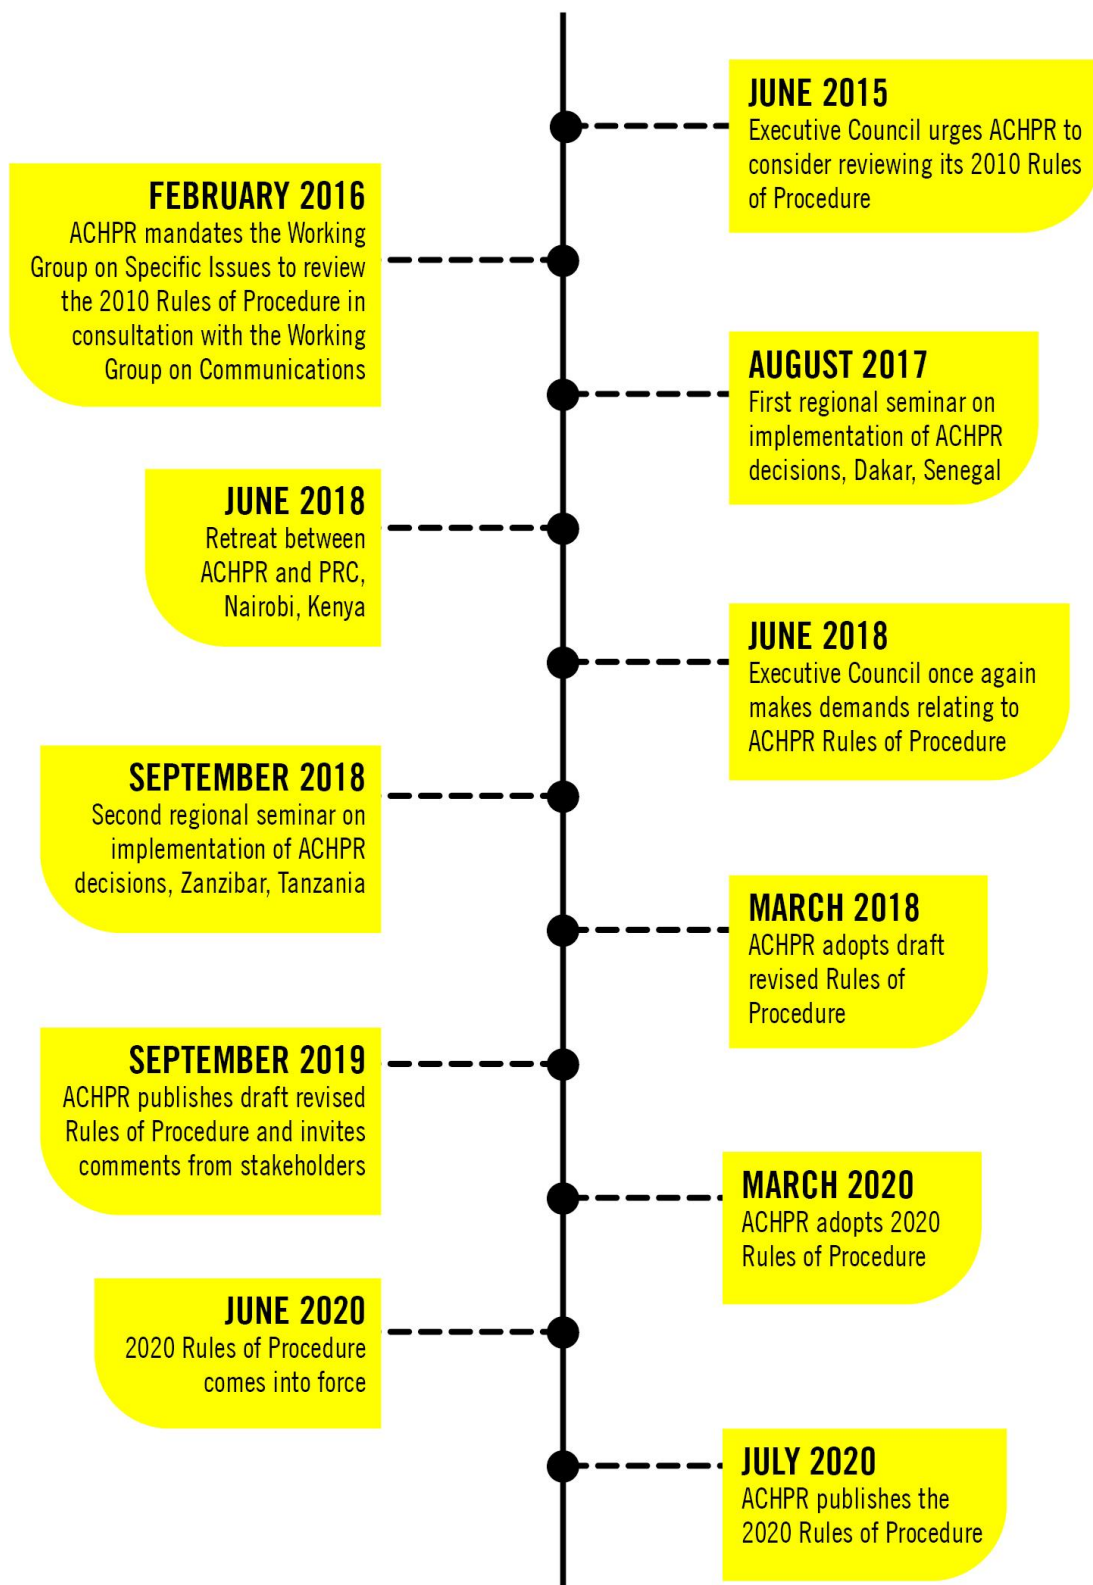 JUNE 2015
Executive Council urges ACHPR to
consider reviewing its 2010 Rules
of Procedure
FEBRUARY 2016
ACHPR mandates the Working
Group on Specific Issues to review
the 2010 Rules of Procedure in
consultation with the Working
Group on Communications
AUGUST 2017
First regional seminar on
implementation of ACHPR
decisions, Dakar, Senegal
JUNE 2018
Retreat between
ACHPR and PRC,
Nairobi, Kenya
JUNE 2018
Executive Council once again
makes demands relating to
ACHPR Rules of Procedure
SEPTEMBER 2018
Second regional seminar on
implementation of ACHPR
decisions, Zanzibar, Tanzania
MARCH 2018
ACHPR adopts draft
revised Rules of
Procedure
SEPTEMBER 2019
ACHPR publishes draft revised
Rules of Procedure and invites
comments from stakeholders
MARCH 2020
ACHPR adopts 2020
Rules of Procedure
JUNE 2020
2020 Rules of Procedure
comes into force
JULY 2020
ACHPR publishes the
2020 Rules of Procedure